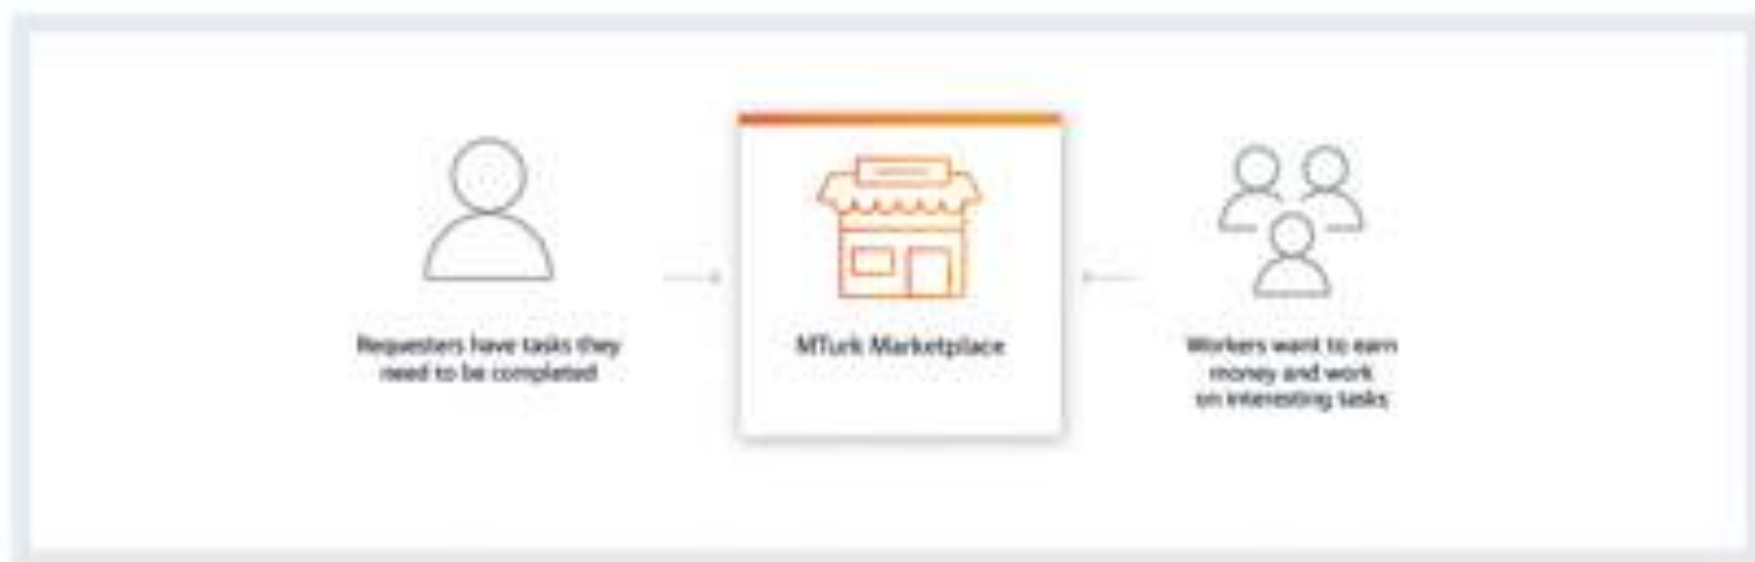 Requesters have tasks they
need to be completed
MTurk Marketplace
Workers want to earn
money and work
on interesting tasks